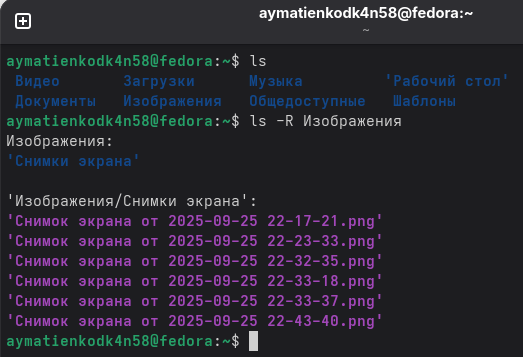 aymatienkodk4n58@fedora:~
~
aymatienkodk4n58@fedora:~$ ls
Видео Загрузки Музыка 'Рабочий стол'
Документы Изображения Общедоступные Шаблоны
aymatienkodk4n58@fedora:~$ ls -R Изображения
Изображения:
'Снимки экрана'
'Изображения/Снимки экрана':
'Снимок экрана от 2025-09-25 22-17-21.png'
'Снимок экрана от 2025-09-25 22-23-33.png'
'Снимок экрана от 2025-09-25 22-32-35.png'
'Снимок экрана от 2025-09-25 22-33-18.png'
'Снимок экрана от 2025-09-25 22-33-37.png'
'Снимок экрана от 2025-09-25 22-43-40.png'
aymatienkodk4n58@fedora:~$